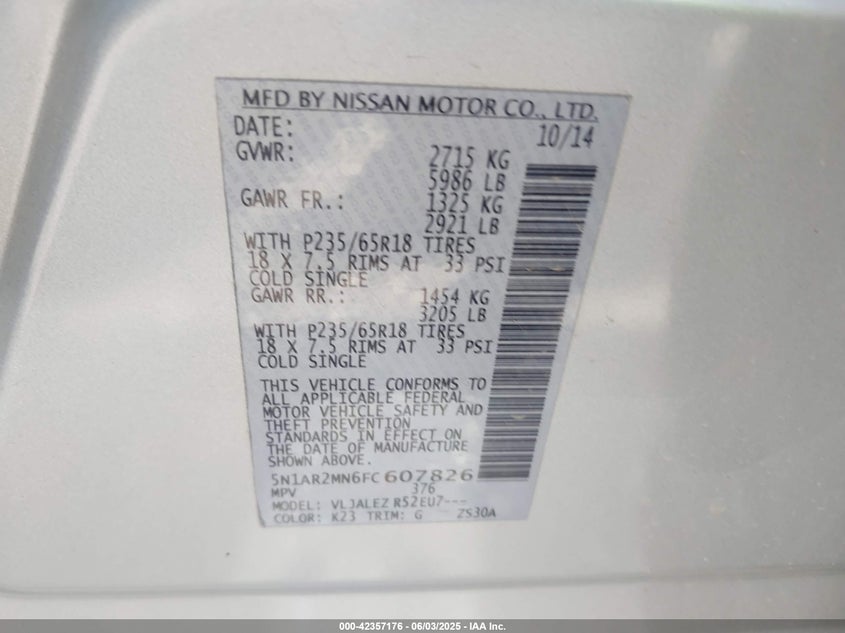 MFD BY NISSAN MOTOR CO., LTD.
DATE: 10/14
GVWR: 2715 KG
5986 LB
GAWR FR.: 1325 KG
2921 LB
WITH P235/65R18 TIRES
18 X 7.5 RIMS AT 33 PSI
COLD SINGLE
GAWR RR.: 1454 KG
3205 LB
WITH P235/65R18 TIRES
18 X 7.5 RIMS AT 33 PSI
COLD SINGLE
THIS VEHICLE CONFORMS TO
ALL APPLICABLE FEDERAL
MOTOR VEHICLE SAFETY AND
THEFT PREVENTION
STANDARDS IN EFFECT ON
THE DATE OF MANUFACTURE
SHOWN ABOVE.
5N1AR2MN6FC607826
MPV 376
MODEL: VLJALEZ R52EU7---
COLOR: K23 TRIM: G ZS30A
000-42357176 - 06/03/2025 - IAA Inc.